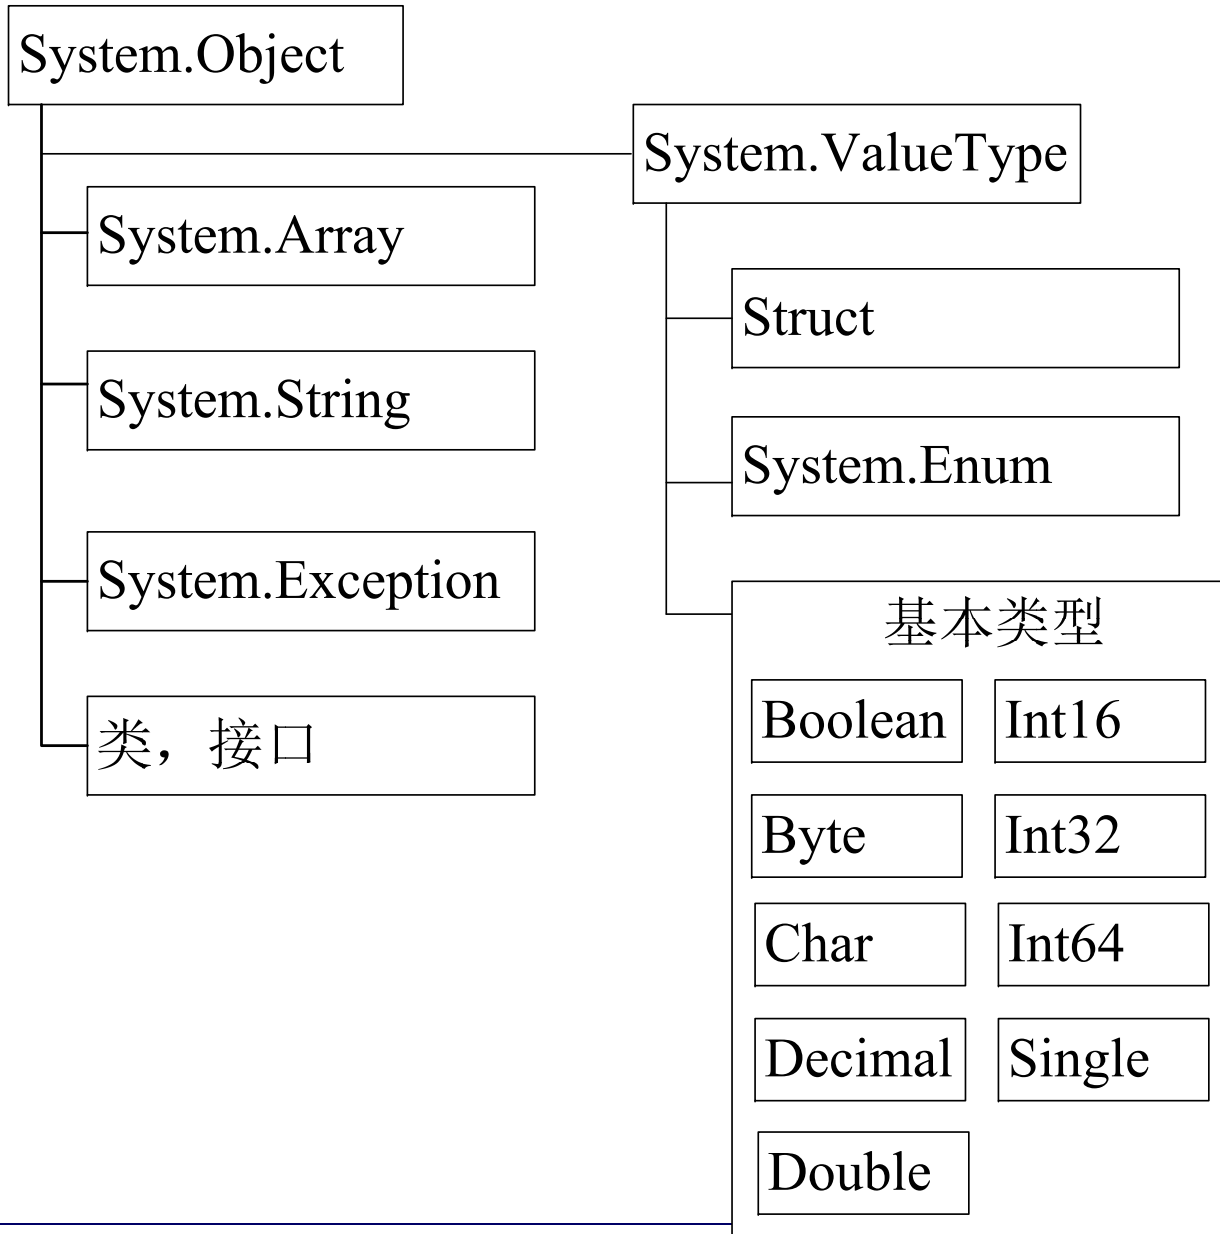 System.Object
System.ValueType
System.Array
System.String
System.Exception
类，接口
Struct
System.Enum
基本类型
Boolean
Int16
Byte
Int32
Char
Int64
Decimal
Single
Double